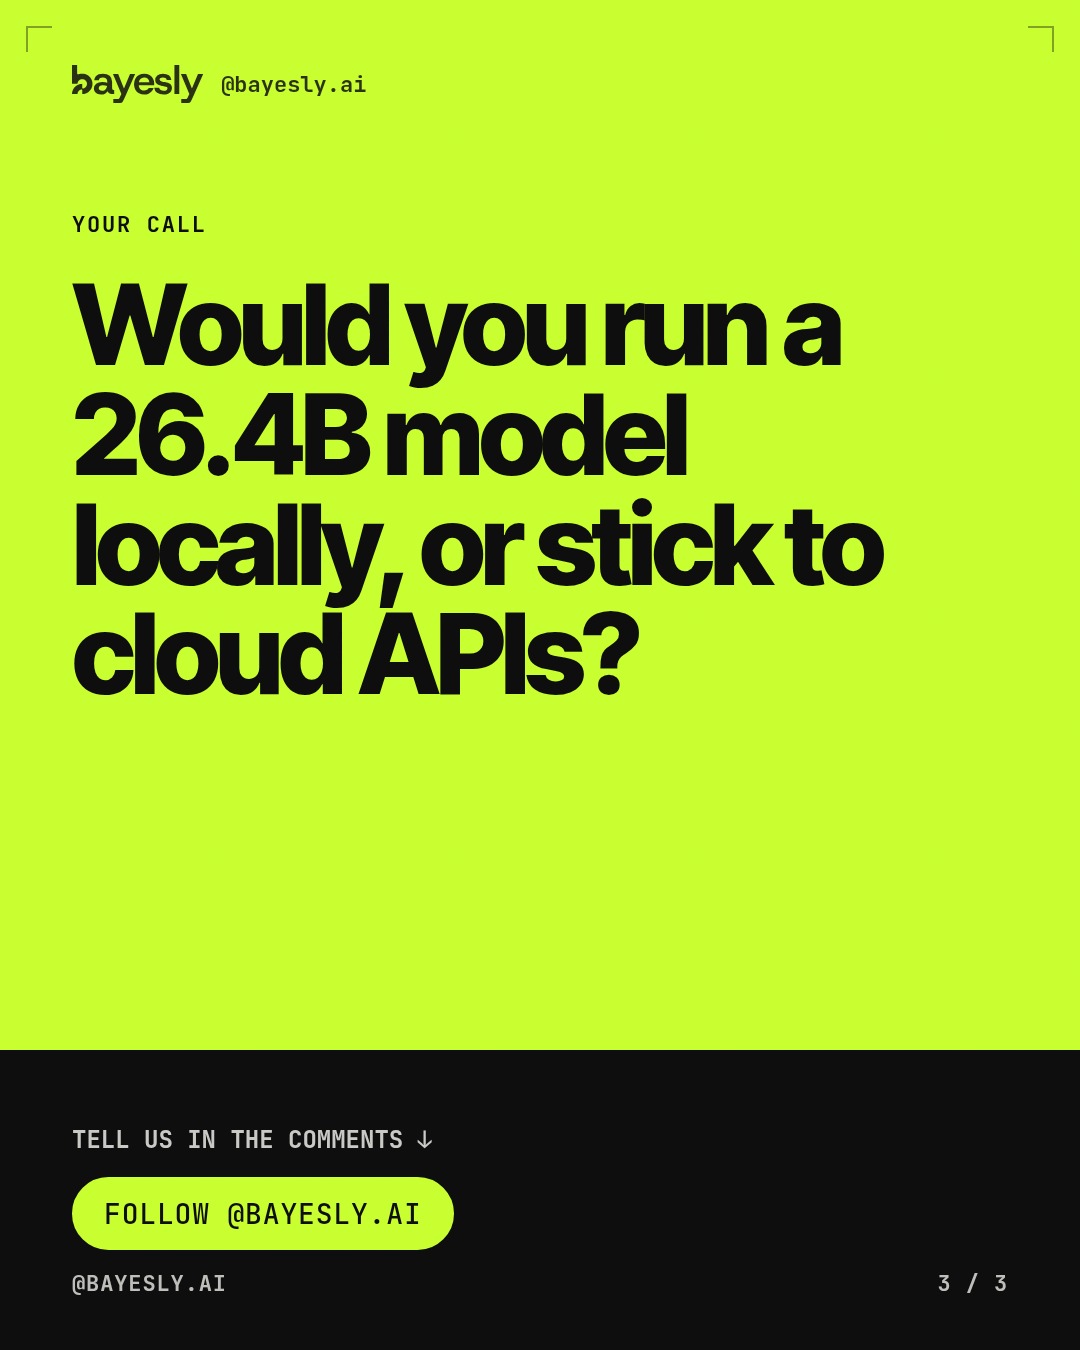 bayesly @bayesly.ai
YOUR CALL
Would you run a
26.4B model
locally, or stick to
cloud APIs?
TELL US IN THE COMMENTS ↓
FOLLOW @BAYESLY.AI
@BAYESLY.AI
3 / 3